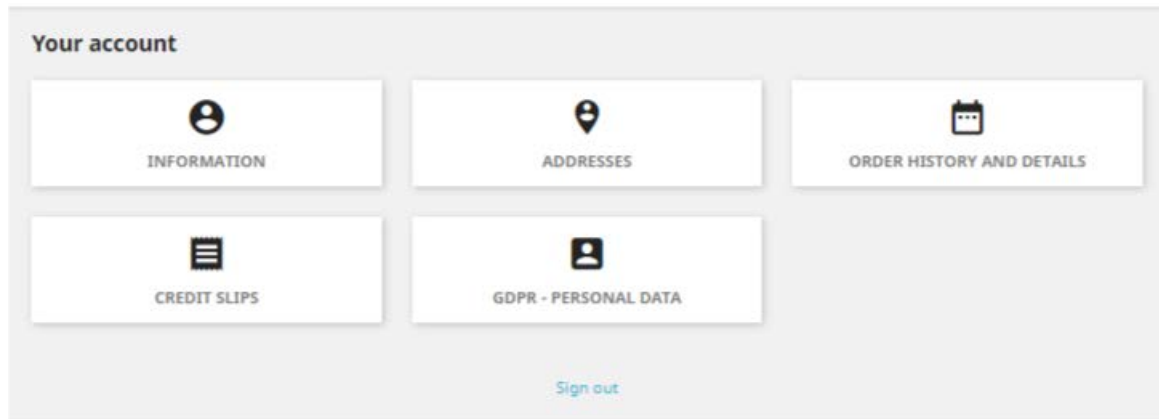 Your account
INFORMATION
ADDRESSES
ORDER HISTORY AND DETAILS
CREDIT SLIPS
GDPR - PERSONAL DATA
Sign out